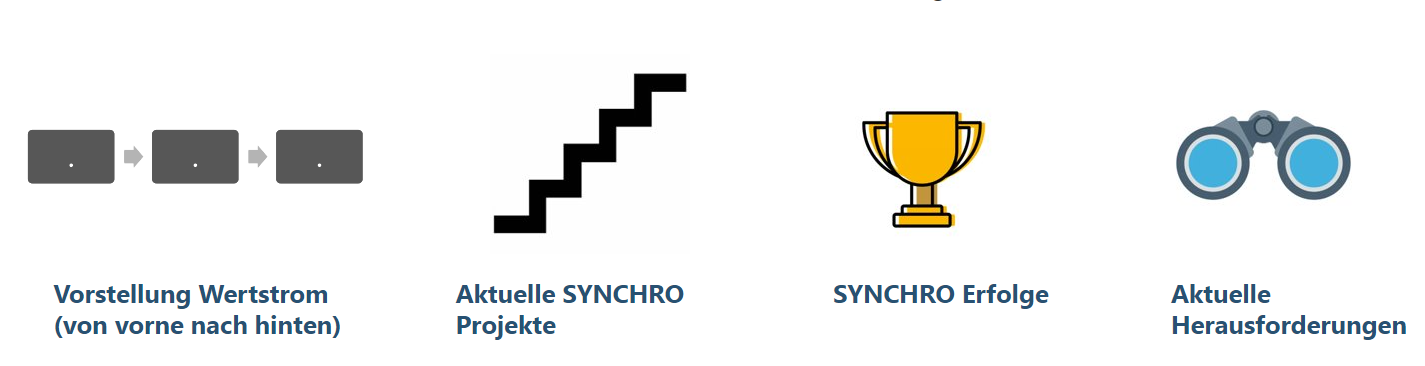 Vorstellung Wertstrom
(von vorne nach hinten)
Aktuelle SYNCHRO
Projekte
SYNCHRO Erfolge
Aktuelle
Herausforderungen